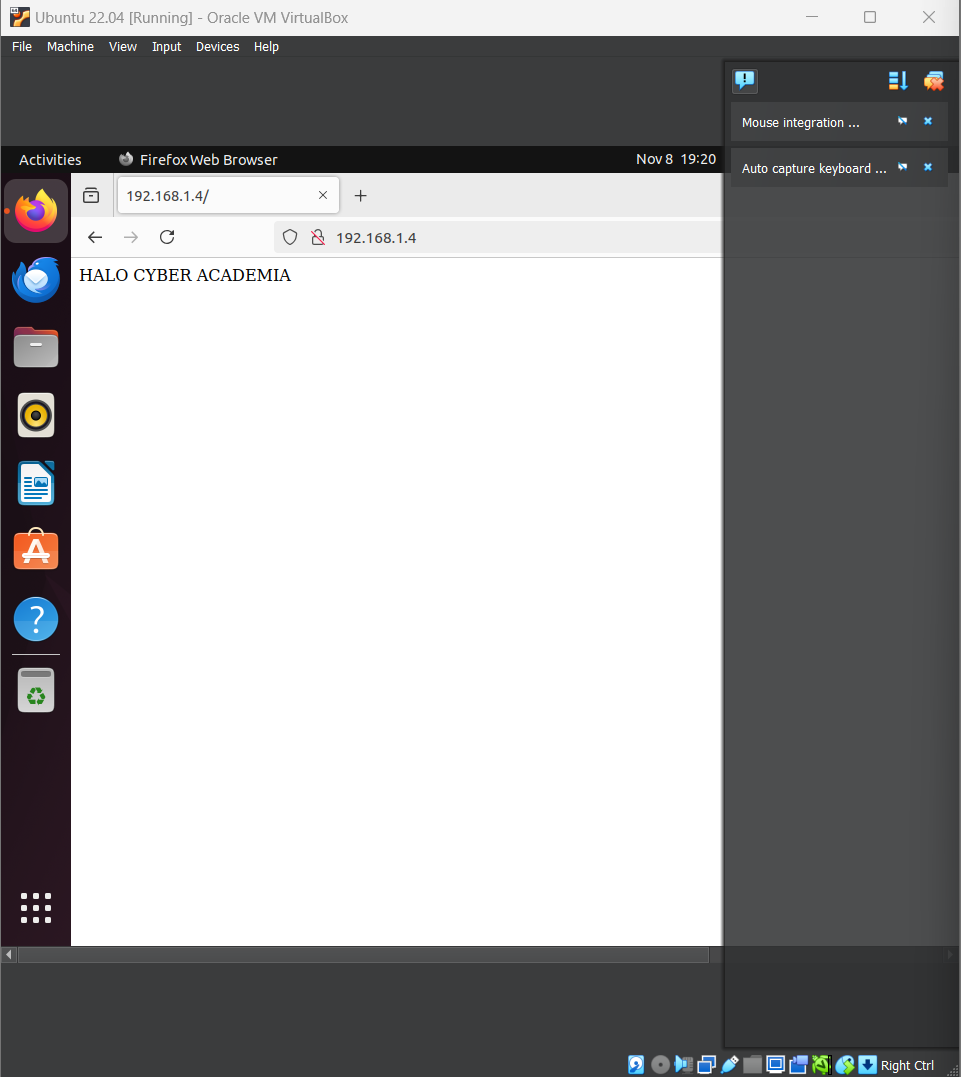 Ubuntu 22.04 [Running] - Oracle VM VirtualBox
File Machine View Input Devices Help
Mouse integration ...
Auto capture keyboard ...
Activities Firefox Web Browser Nov 8 19:20
192.168.1.4/
192.168.1.4
HALO CYBER ACADEMIA
Right Ctrl